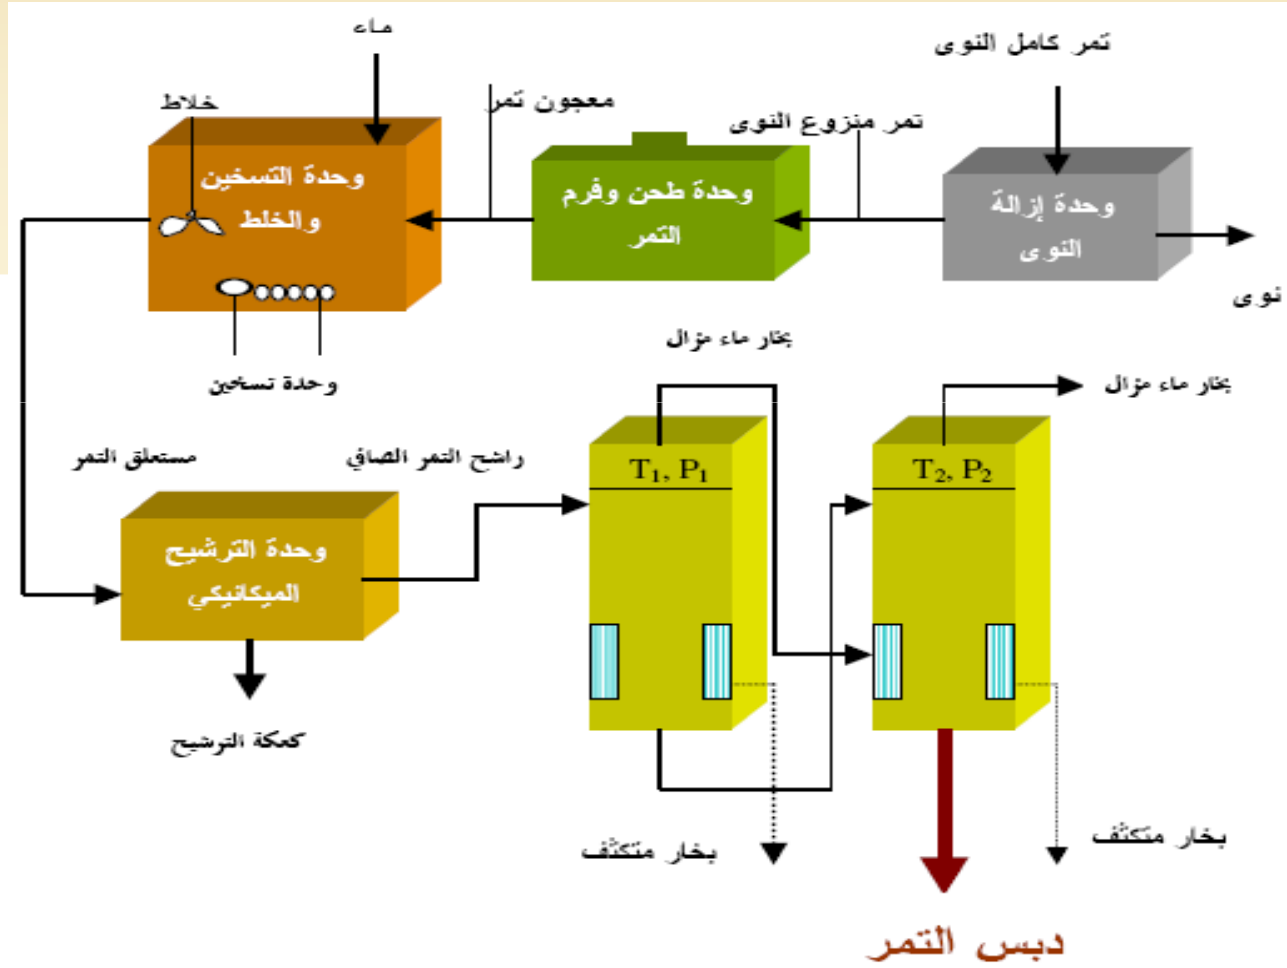 ماء
تمر كامل النوى
خلاط
معجون تمر
تمر منزوع النوى
وحدة التسخين
والخلط
وحدة طحن وفرم
التمر
وحدة إزالة
النوى
نوى
وحدة تسخين
بخار ماء مزال
بخار ماء مزال
مستعلق التمر
راشح التمر الصافي
T₁, P₁
T₂, P₂
وحدة الترشيح
الميكانيكي
كعكة الترشيح
بخار متكثف
بخار متكثف
دبس التمر